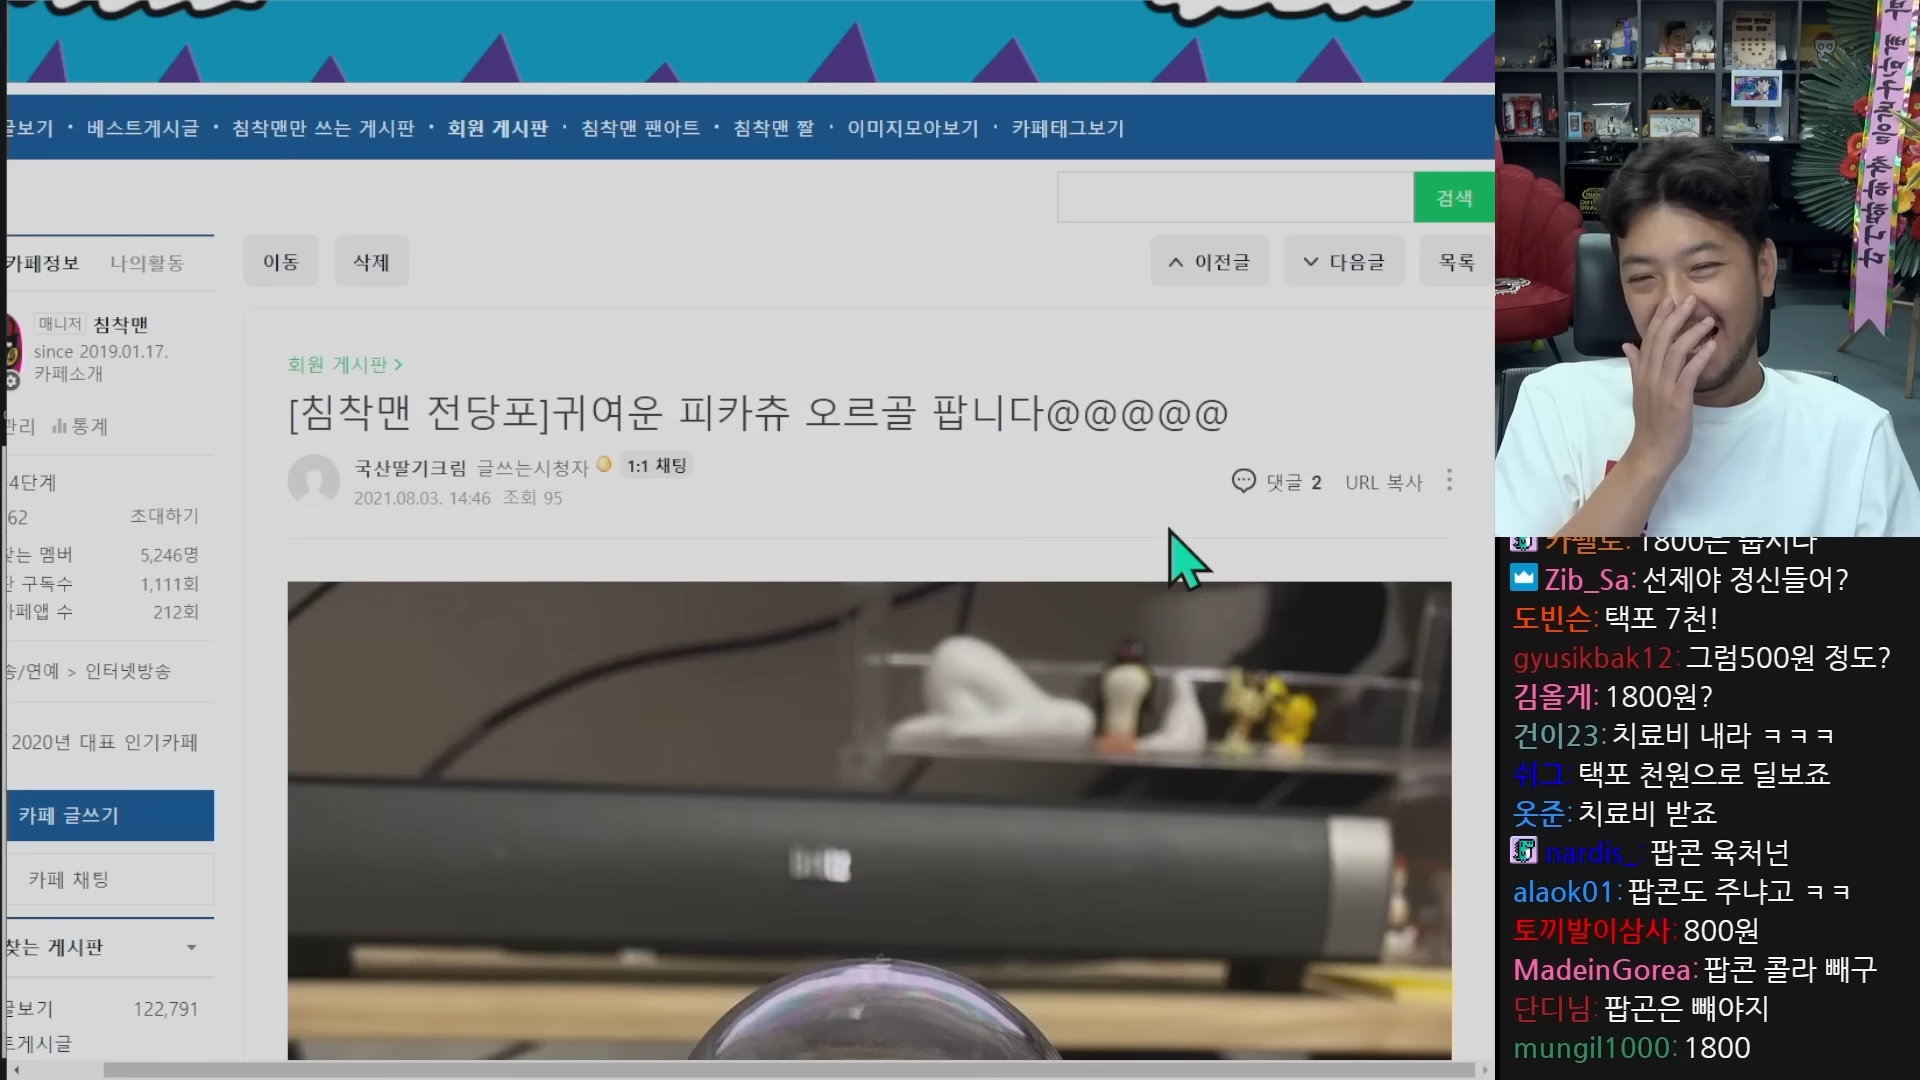 글보기 · 베스트게시글 · 침착맨만 쓰는 게시판 · 회원 게시판 · 침착맨 팬아트 · 침착맨 짤 · 이미지모아보기 · 카페태그보기
검색
카페정보 나의활동
이동 삭제
이전글 다음글 목록
매니저 침착맨
since 2019.01.17.
카페소개
관리 통계
4단계
62 초대하기
찾는 멤버 5,246명
구독수 1,111회
카페앱 수 212회
송/연예 > 인터넷방송
2020년 대표 인기카페
카페 글쓰기
카페 채팅
찾는 게시판
글보기 122,791
트게시글
회원 게시판 >
[침착맨 전당포]귀여운 피카츄 오르골 팝니다@@@@@
국산딸기크림 글쓰는시청자 1:1 채팅
2021.08.03. 14:46 조회 95
댓글 2 URL 복사
Zib_Sa: 선제야 정신들어?
도빈슨: 택포 7천!
gyusikbak12: 그럼500원 정도?
김올게: 1800원?
건이23: 치료비 내라 ㅋㅋㅋ
쉬그: 택포 천원으로 딜보죠
옷준: 치료비 받죠
nardis_: 팝콘 육처넌
alaok01: 팝콘도 주냐고 ㅋㅋ
토끼발이삼사: 800원
MadeinGorea: 팝콘 콜라 빼구
단디님: 팝곤은 빼야지
mungil1000: 1800